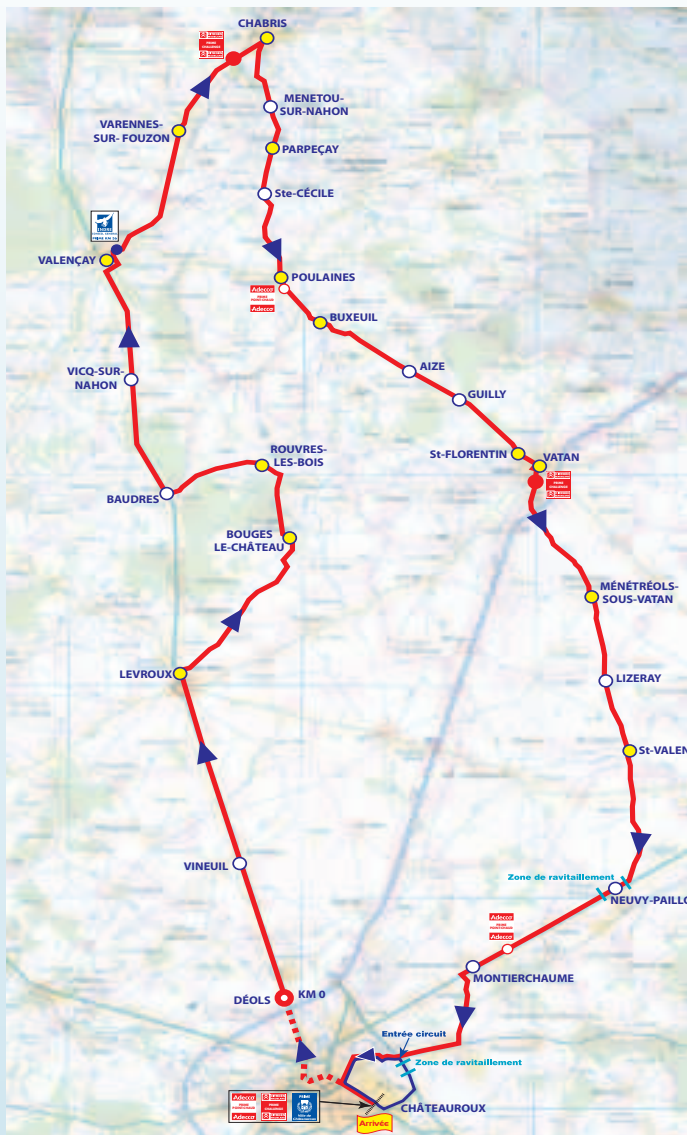 CHABRIS
MENETOU-
SUR-NAHON
VARENNES-
SUR-FOUZON
PARPEÇAY
Ste-CÉCILE
INDRE
VALENÇAY
POULAINES
Adecco
Adecco
BUXEUIL
VICQ-SUR-
NAHON
AIZE
GUILLY
ROUVRES-
LES-BOIS
St-FLORENTIN
VATAN
BAUDRES
BOUGES
LE-CHÂTEAU
MÉNÉTRÉOLS-
SOUS-VATAN
LEVROUX
LIZERAY
St-VALEN
VINEUIL
Zone de ravitaillement
NEUVY-PAILLO
Adecco
Adecco
MONTIERCHAUME
DÉOLS
KM 0
Entrée circuit
Zone de ravitaillement
Adecco
Adecco
CHÂTEAUROUX
Arrivée